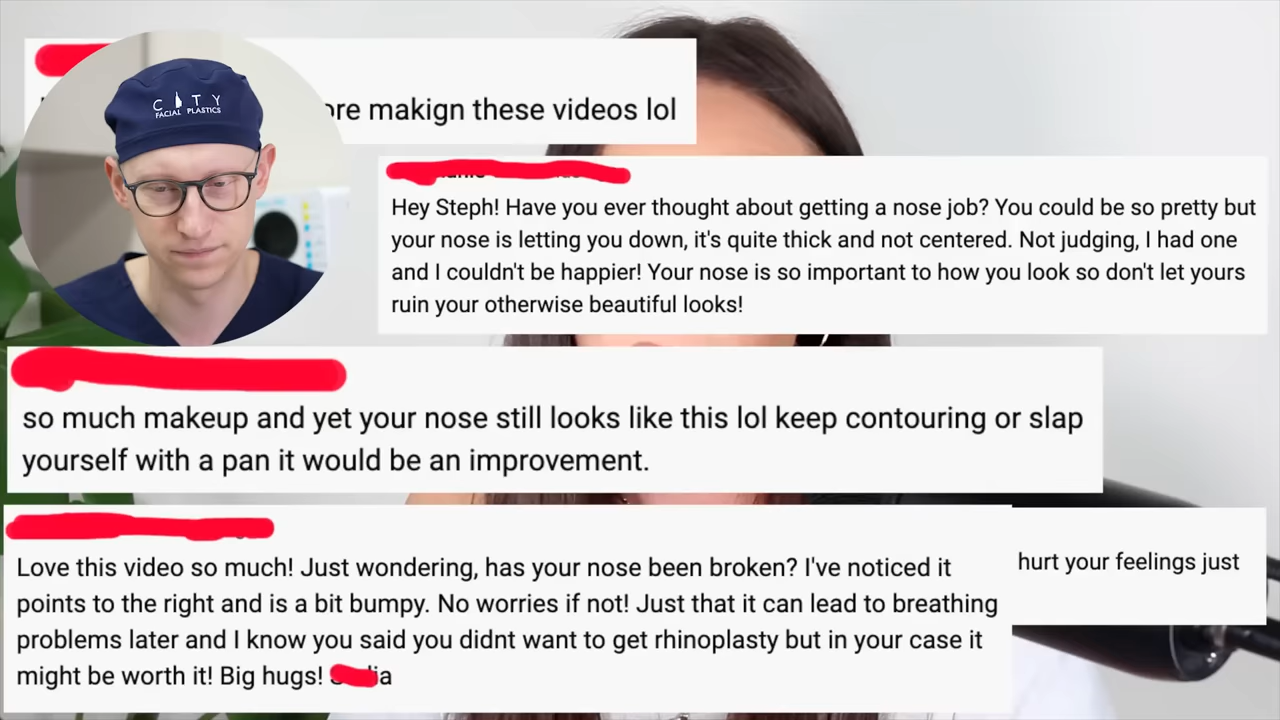 ore makign these videos lol
C I T Y
FACIAL PLASTICS
Hey Steph! Have you ever thought about getting a nose job? You could be so pretty but
your nose is letting you down, it's quite thick and not centered. Not judging, I had one
and I couldn't be happier! Your nose is so important to how you look so don't let yours
ruin your otherwise beautiful looks!
so much makeup and yet your nose still looks like this lol keep contouring or slap
yourself with a pan it would be an improvement.
Love this video so much! Just wondering, has your nose been broken? I've noticed it
points to the right and is a bit bumpy. No worries if not! Just that it can lead to breathing
problems later and I know you said you didnt want to get rhinoplasty but in your case it
might be worth it! Big hugs!
hurt your feelings just